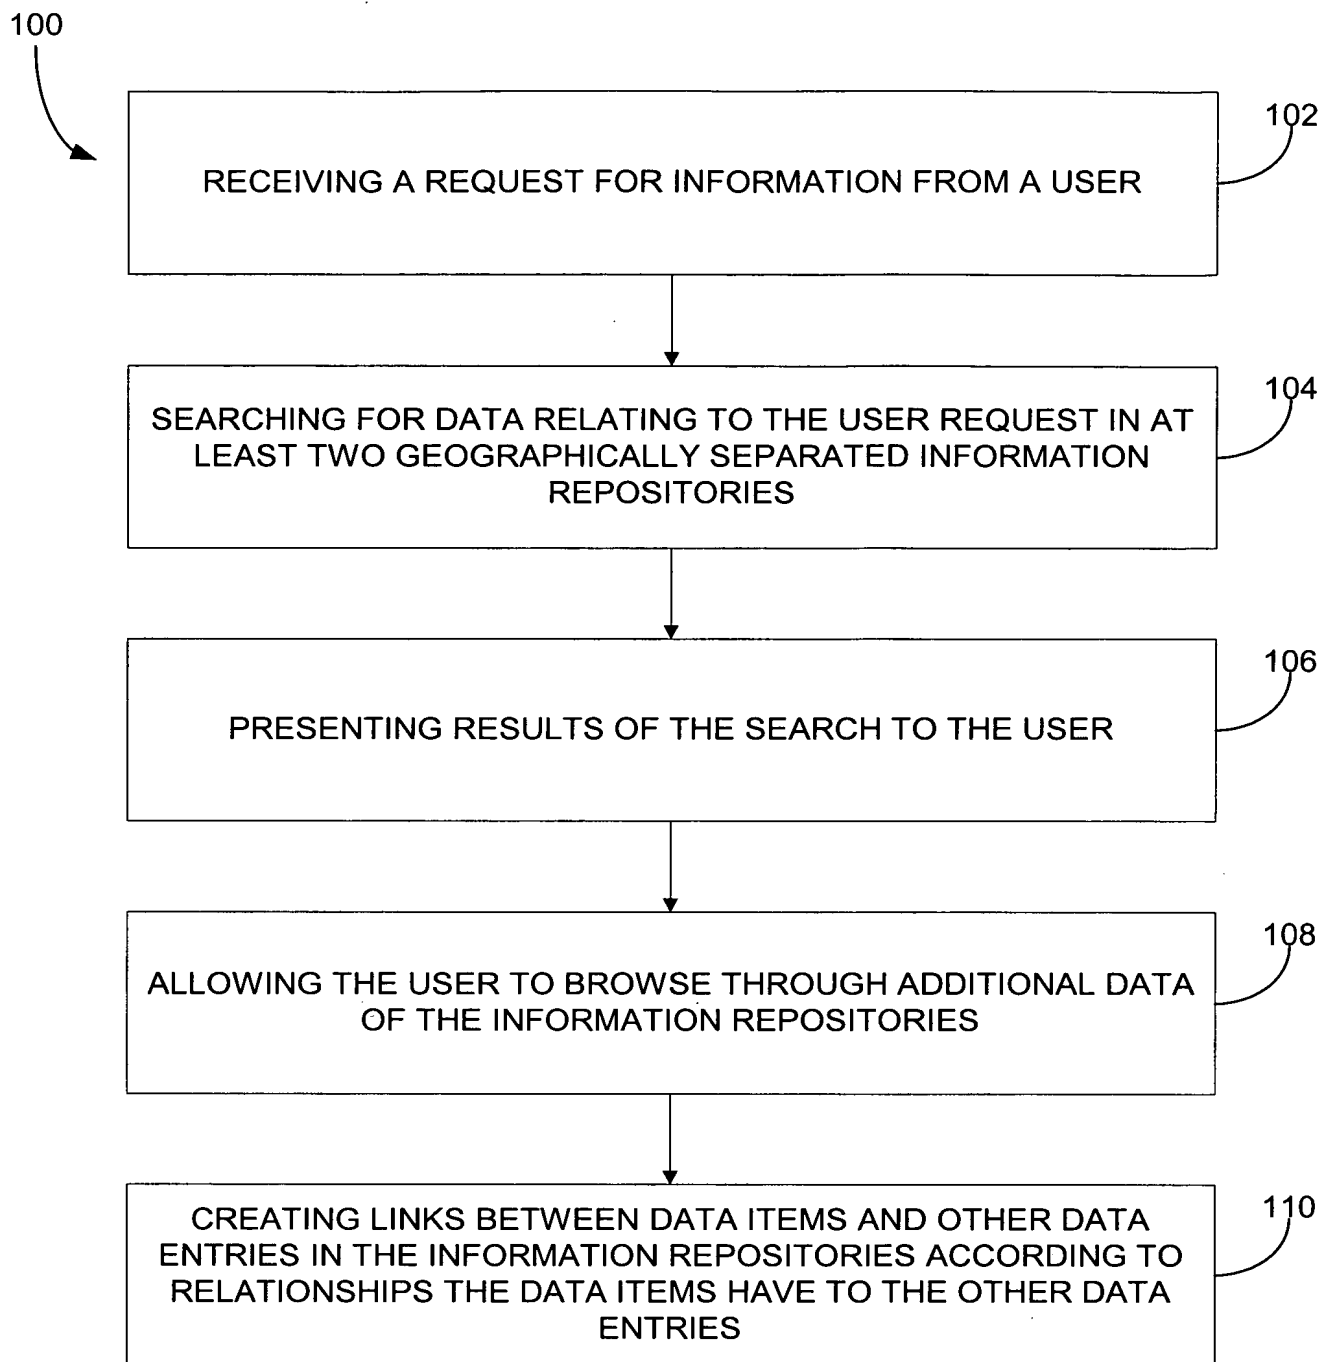 100
102
RECEIVING A REQUEST FOR INFORMATION FROM A USER
104
SEARCHING FOR DATA RELATING TO THE USER REQUEST IN AT
LEAST TWO GEOGRAPHICALLY SEPARATED INFORMATION
REPOSITORIES
106
PRESENTING RESULTS OF THE SEARCH TO THE USER
108
ALLOWING THE USER TO BROWSE THROUGH ADDITIONAL DATA
OF THE INFORMATION REPOSITORIES
110
CREATING LINKS BETWEEN DATA ITEMS AND OTHER DATA
ENTRIES IN THE INFORMATION REPOSITORIES ACCORDING TO
RELATIONSHIPS THE DATA ITEMS HAVE TO THE OTHER DATA
ENTRIES